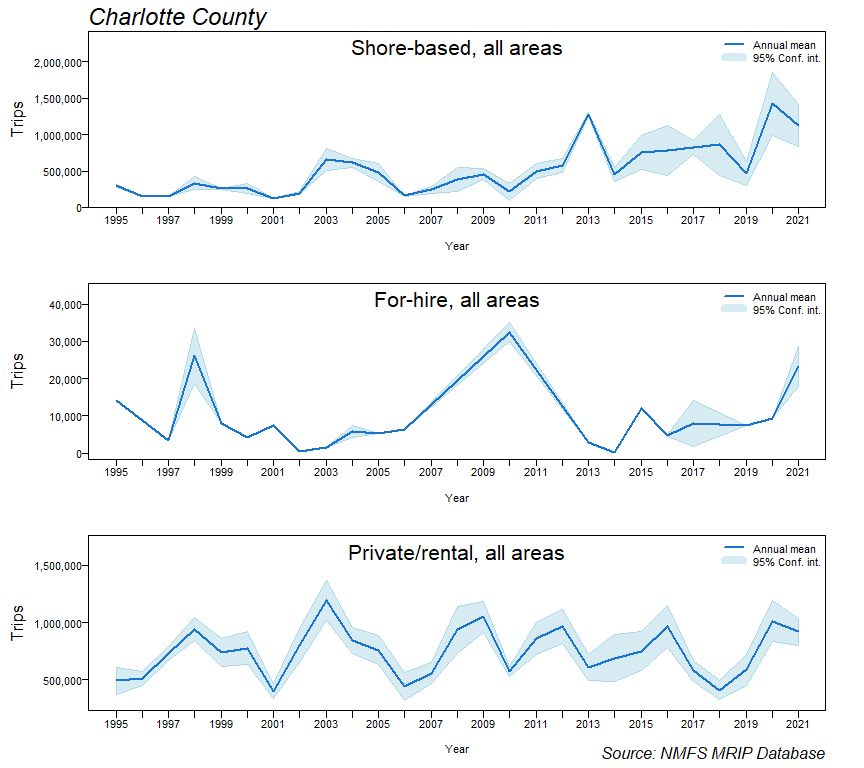 Charlotte County
Shore-based, all areas
Annual mean
95% Conf. int.
Trips
2,000,000
1,500,000
1,000,000
500,000
0
1995 1997 1999 2001 2003 2005 2007 2009 2011 2013 2015 2017 2019 2021
Year
For-hire, all areas
Annual mean
95% Conf. int.
Trips
40,000
30,000
20,000
10,000
0
1995 1997 1999 2001 2003 2005 2007 2009 2011 2013 2015 2017 2019 2021
Year
Private/rental, all areas
Annual mean
95% Conf. int.
Trips
1,500,000
1,000,000
500,000
1995 1997 1999 2001 2003 2005 2007 2009 2011 2013 2015 2017 2019 2021
Year
Source: NMFS MRIP Database